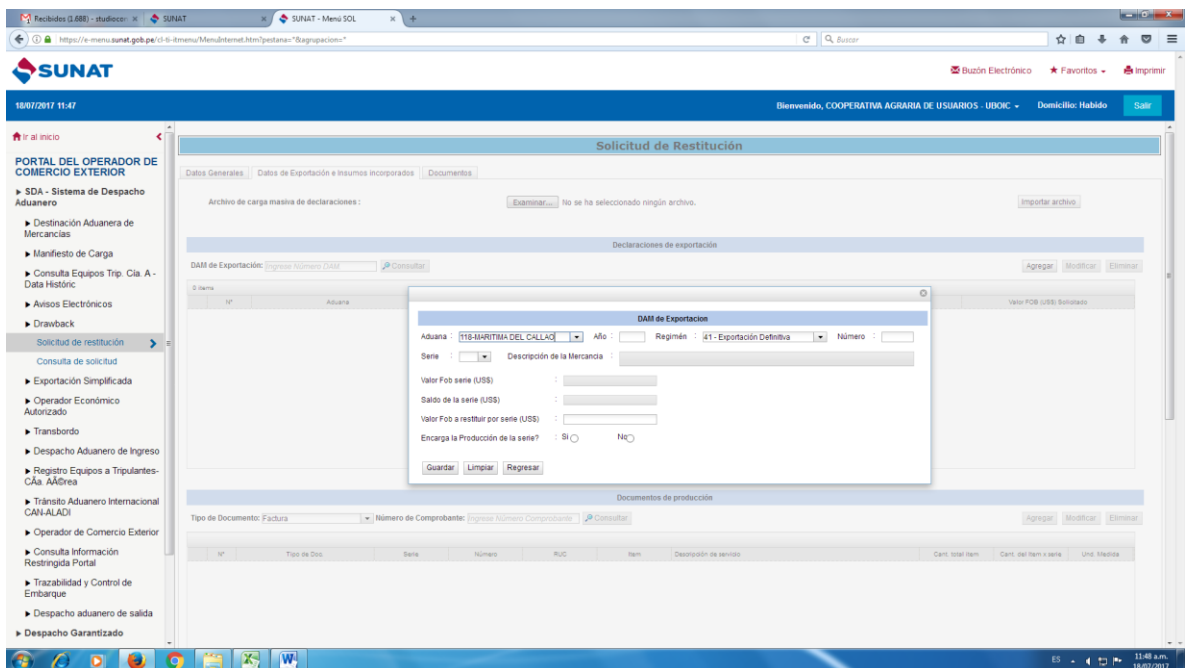 Recibidos (1.688) - studiocon
SUNAT
SUNAT - Menú SOL
https://e-menu.sunat.gob.pe/cl-ti-itmenu/MenuInternet.htm?pestana=*&agrupacion=*
Buscar
SUNAT
Buzón Electrónico
Favoritos
Imprimir
18/07/2017 11:47
Bienvenido, COOPERATIVA AGRARIA DE USUARIOS - UBOIC
Domicilio: Habido
Salir
Ir al inicio
PORTAL DEL OPERADOR DE
COMERCIO EXTERIOR
SDA - Sistema de Despacho
Aduanero
Destinación Aduanera de
Mercancías
Manifiesto de Carga
Consulta Equipos Trip. Cía. A -
Data Históric
Avisos Electrónicos
Drawback
Solicitud de restitución
Consulta de solicitud
Exportación Simplificada
Operador Económico
Autorizado
Transbordo
Despacho Aduanero de Ingreso
Registro Equipos a Tripulantes-
CÃ­a. AÃ©rea
Tránsito Aduanero Internacional
CAN-ALADI
Operador de Comercio Exterior
Consulta Información
Restringida Portal
Trazabilidad y Control de
Embarque
Despacho aduanero de salida
Despacho Garantizado
Solicitud de Restitución
Datos Generales
Datos de Exportación e Insumos incorporados
Documentos
Archivo de carga masiva de declaraciones :
Examinar... No se ha seleccionado ningún archivo.
Importar archivo
Declaraciones de exportación
DAM de Exportación: Ingrese Número DAM Consultar
Agregar Modificar Eliminar
0 items
N° Aduana Valor FOB (US$) Solicitado
DAM de Exportacion
Aduana : 118-MARITIMA DEL CALLAO Año : Regimén : 41 - Exportación Definitiva Número :
Serie : Descripción de la Mercancia :
Valor Fob serie (US$) :
Saldo de la serie (US$) :
Valor Fob a restituir por serie (US$) :
Encarga la Producción de la serie? : Si No
Guardar Limpiar Regresar
Documentos de producción
Tipo de Documento: Factura Número de Comprobante: Ingrese Número Comprobante Consultar
Agregar Modificar Eliminar
N° Tipo de Doc. Serie Número RUC Item Descripción de servicio Cant. total item Cant. del item x serie Und. Medida
ES
11:48 a.m.
18/07/2017